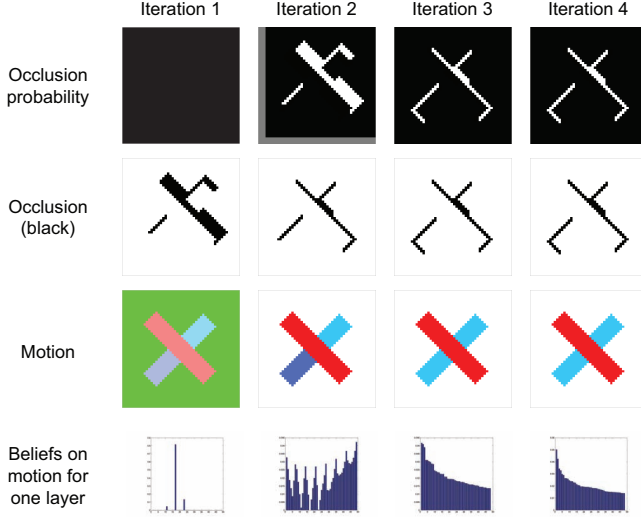 Iteration 1 Iteration 2 Iteration 3 Iteration 4
Occlusion
probability
Occlusion
(black)
Motion
Beliefs on
motion for
one layer